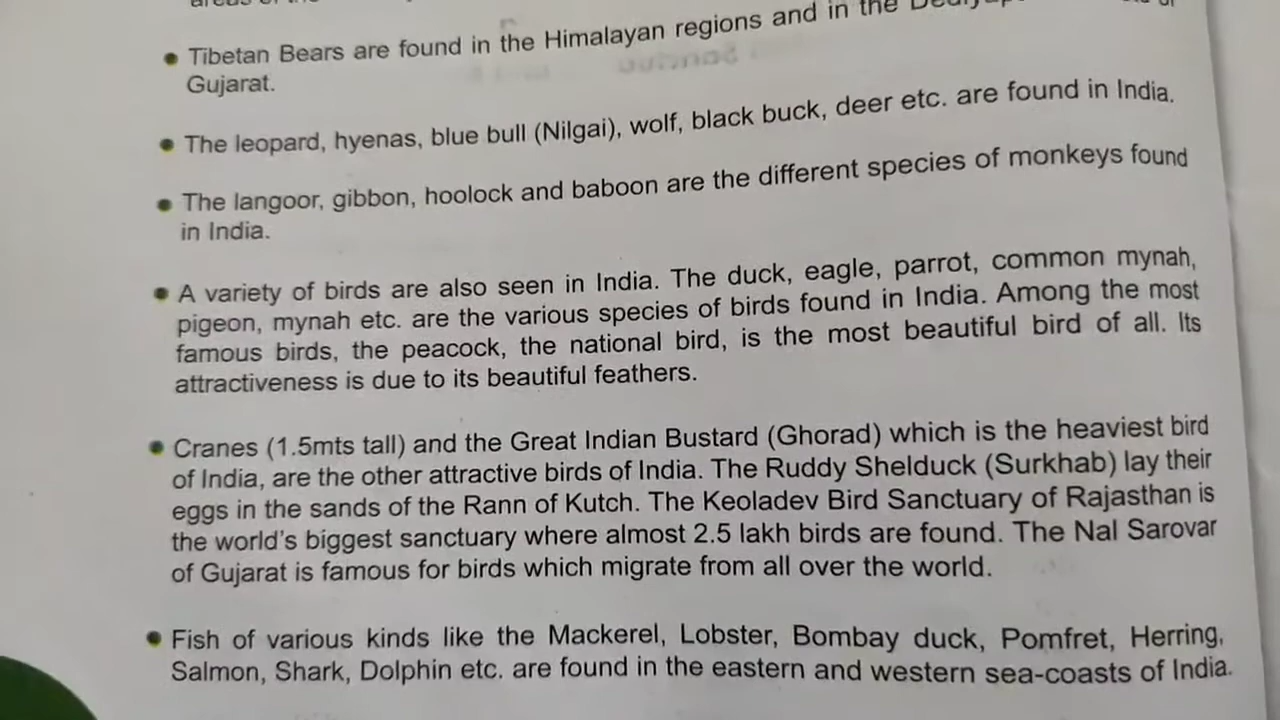 • Tibetan Bears are found in the Himalayan regions and in the
Gujarat.
• The leopard, hyenas, blue bull (Nilgai), wolf, black buck, deer etc. are found in India.
• The langoor, gibbon, hoolock and baboon are the different species of monkeys found
in India.
• A variety of birds are also seen in India. The duck, eagle, parrot, common mynah,
pigeon, mynah etc. are the various species of birds found in India. Among the most
famous birds, the peacock, the national bird, is the most beautiful bird of all. Its
attractiveness is due to its beautiful feathers.
• Cranes (1.5mts tall) and the Great Indian Bustard (Ghorad) which is the heaviest bird
of India, are the other attractive birds of India. The Ruddy Shelduck (Surkhab) lay their
eggs in the sands of the Rann of Kutch. The Keoladev Bird Sanctuary of Rajasthan is
the world's biggest sanctuary where almost 2.5 lakh birds are found. The Nal Sarovar
of Gujarat is famous for birds which migrate from all over the world.
• Fish of various kinds like the Mackerel, Lobster, Bombay duck, Pomfret, Herring,
Salmon, Shark, Dolphin etc. are found in the eastern and western sea-coasts of India.